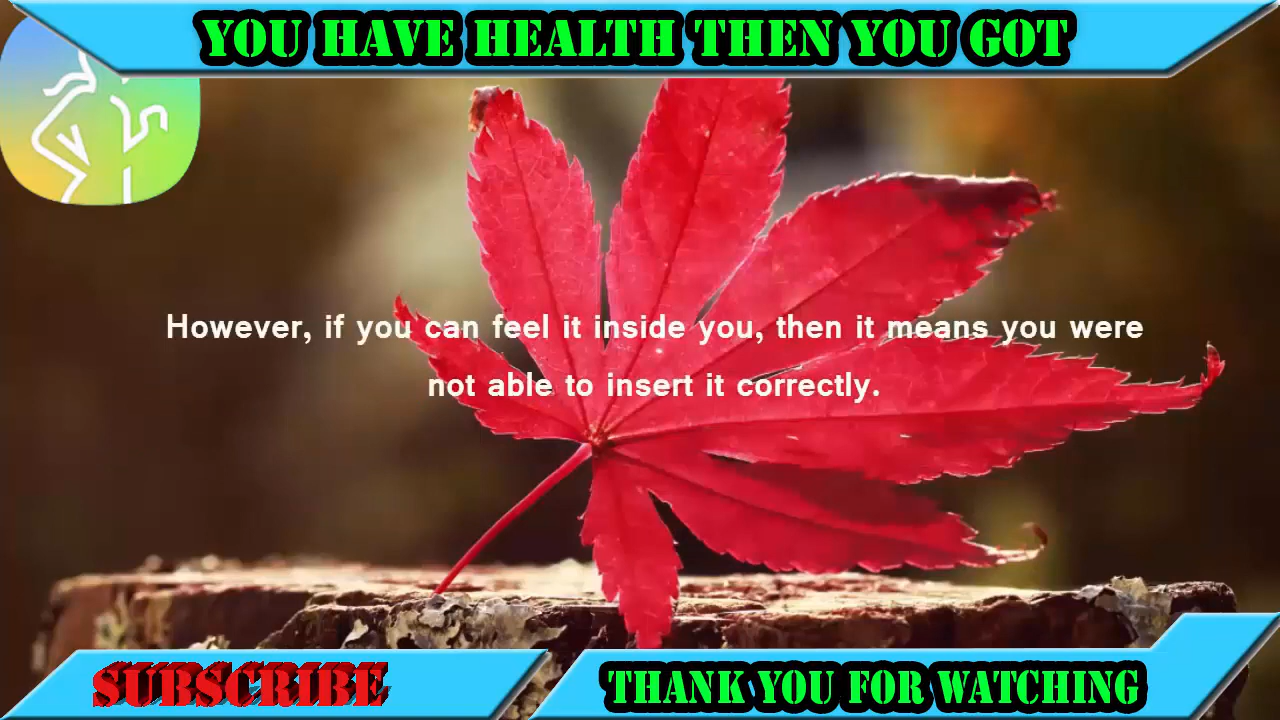 YOU HAVE HEALTH THEN YOU GOT
However, if you can feel it inside you, then it means you were
not able to insert it correctly.
SUBSCRIBE
THANK YOU FOR WATCHING